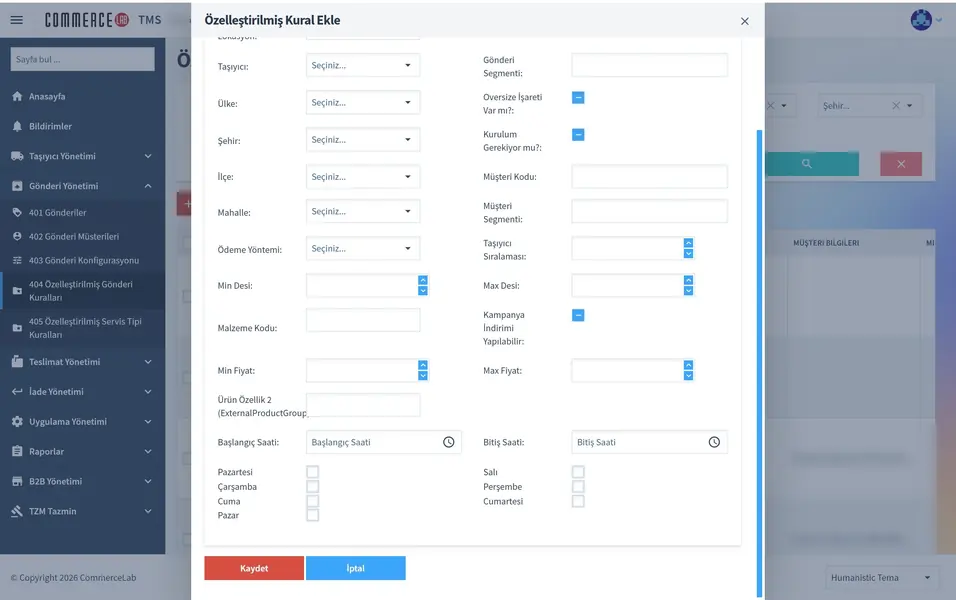 COMMERCE LAB TMS
Özelleştirilmiş Kural Ekle
Sayfa bul ...
Anasayfa
Bildirimler
Taşıyıcı Yönetimi
Gönderi Yönetimi
401 Gönderiler
402 Gönderi Müsterileri
403 Gönderi Konfigurasyonu
404 Özelleştirilmiş Gönderi
Kuralları
405 Özelleştirilmiş Servis Tipi
Kuralları
Teslimat Yönetimi
İade Yönetimi
Uygulama Yönetimi
Raporlar
B2B Yönetimi
TZM Tazmin
© Copyright 2026 CommerceLab
Ö
Lokasyon:
Taşıyıcı: Seçiniz...
Gönderi
Segmenti:
Ülke: Seçiniz...
Oversize İşareti
Var mı?:
Şehir: Seçiniz...
Kurulum
Gerekiyor mu?:
İlçe: Seçiniz...
Müşteri Kodu:
Mahalle: Seçiniz...
Müşteri
Segmenti:
Ödeme Yöntemi: Seçiniz...
Taşıyıcı
Sıralaması:
Min Desi:
Max Desi:
Malzeme Kodu:
Kampanya
İndirimi
Yapılabilir:
Min Fiyat:
Max Fiyat:
Ürün Özellik 2
(ExternalProductGroup
Başlangıç Saati: Başlangıç Saati
Bitiş Saati: Bitiş Saati
Pazartesi
Salı
Çarşamba
Perşembe
Cuma
Cumartesi
Pazar
Kaydet
İptal
Şehir...
MÜŞTERI BILGILERI
Humanistic Tema